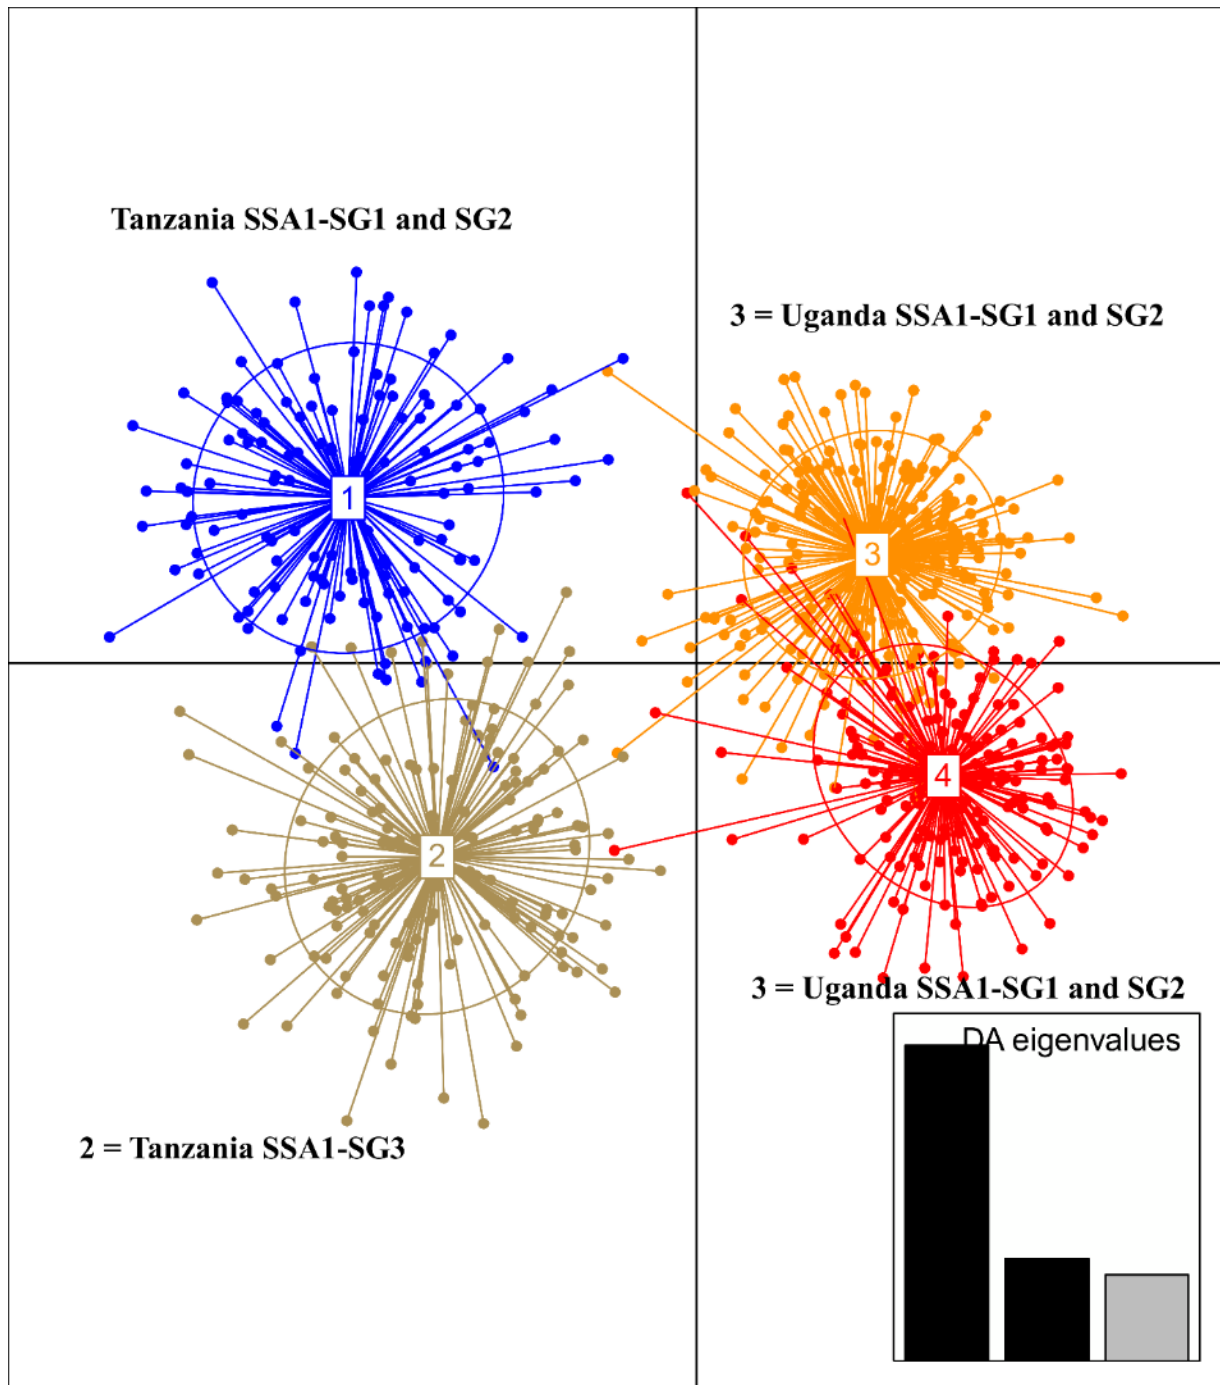 Tanzania SSA1-SG1 and SG2
3 = Uganda SSA1-SG1 and SG2
1
3
4
2
3 = Uganda SSA1-SG1 and SG2
DA eigenvalues
2 = Tanzania SSA1-SG3